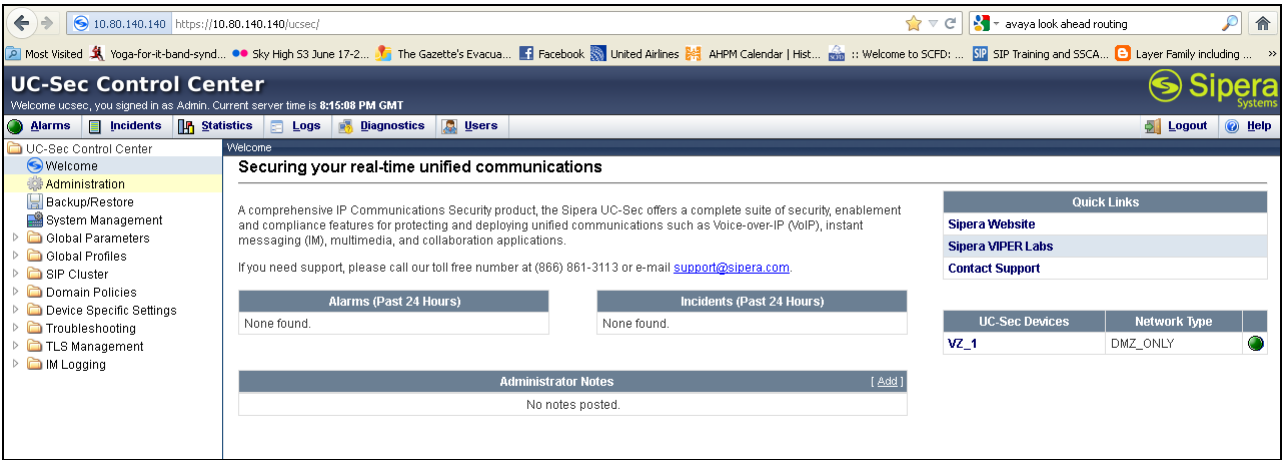 10.80.140.140 https://10.80.140.140/ucsec/ avaya look ahead routing
Most Visited Yoga-for-it-band-synd... Sky High S3 June 17-2... The Gazette's Evacua... Facebook United Airlines AHPM Calendar | Hist... :: Welcome to SCFD: ... SIP SIP Training and SSCA... Layer Family including ... »
UC-Sec Control Center
Sipera
Systems
Welcome ucsec, you signed in as Admin. Current server time is 8:15:08 PM GMT
Alarms Incidents Statistics Logs Diagnostics Users Logout Help
UC-Sec Control Center
Welcome
Administration
Backup/Restore
System Management
Global Parameters
Global Profiles
SIP Cluster
Domain Policies
Device Specific Settings
Troubleshooting
TLS Management
IM Logging
Welcome
Securing your real-time unified communications
A comprehensive IP Communications Security product, the Sipera UC-Sec offers a complete suite of security, enablement
and compliance features for protecting and deploying unified communications such as Voice-over-IP (VoIP), instant
messaging (IM), multimedia, and collaboration applications.
If you need support, please call our toll free number at (866) 861-3113 or e-mail support@sipera.com.
Alarms (Past 24 Hours)
None found.
Incidents (Past 24 Hours)
None found.
Administrator Notes [ Add ]
No notes posted.
Quick Links
Sipera Website
Sipera VIPER Labs
Contact Support
UC-Sec Devices Network Type
VZ_1 DMZ_ONLY